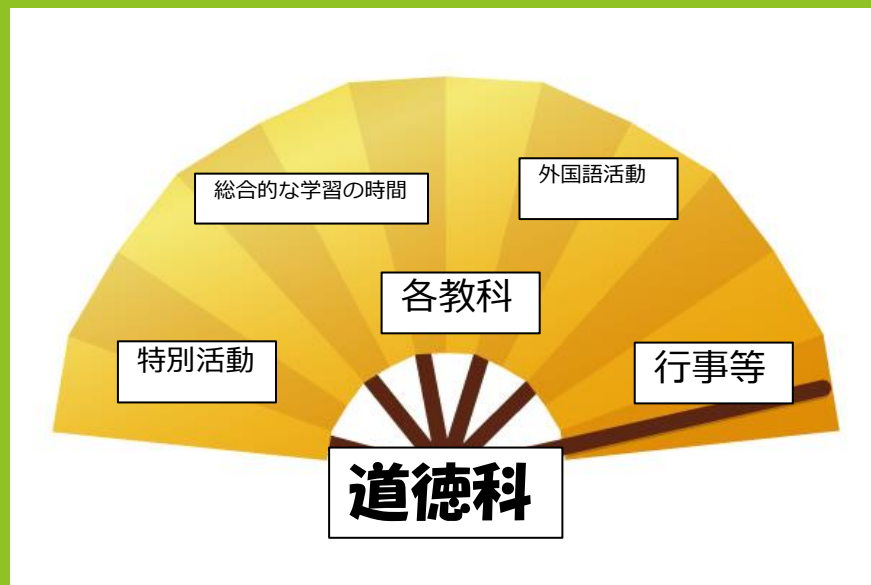 総合的な学習の時間
外国語活動
各教科
特別活動
行事等
道徳科